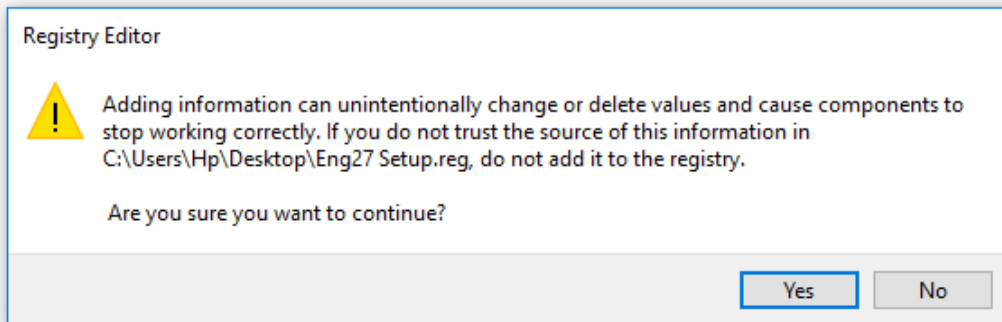 Registry Editor
Adding information can unintentionally change or delete values and cause components to
stop working correctly. If you do not trust the source of this information in
C:\Users\Hp\Desktop\Eng27 Setup.reg, do not add it to the registry.
Are you sure you want to continue?
Yes No